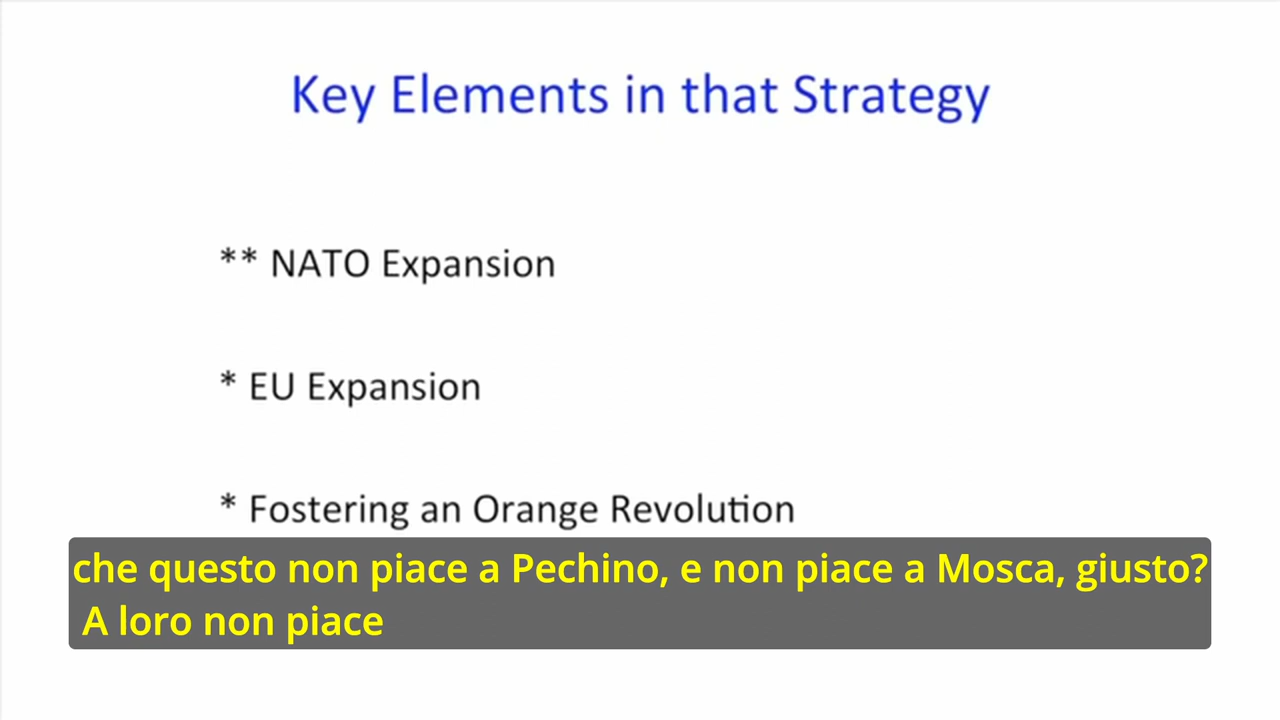 Key Elements in that Strategy
** NATO Expansion
* EU Expansion
* Fostering an Orange Revolution
che questo non piace a Pechino, e non piace a Mosca, giusto?
A loro non piace